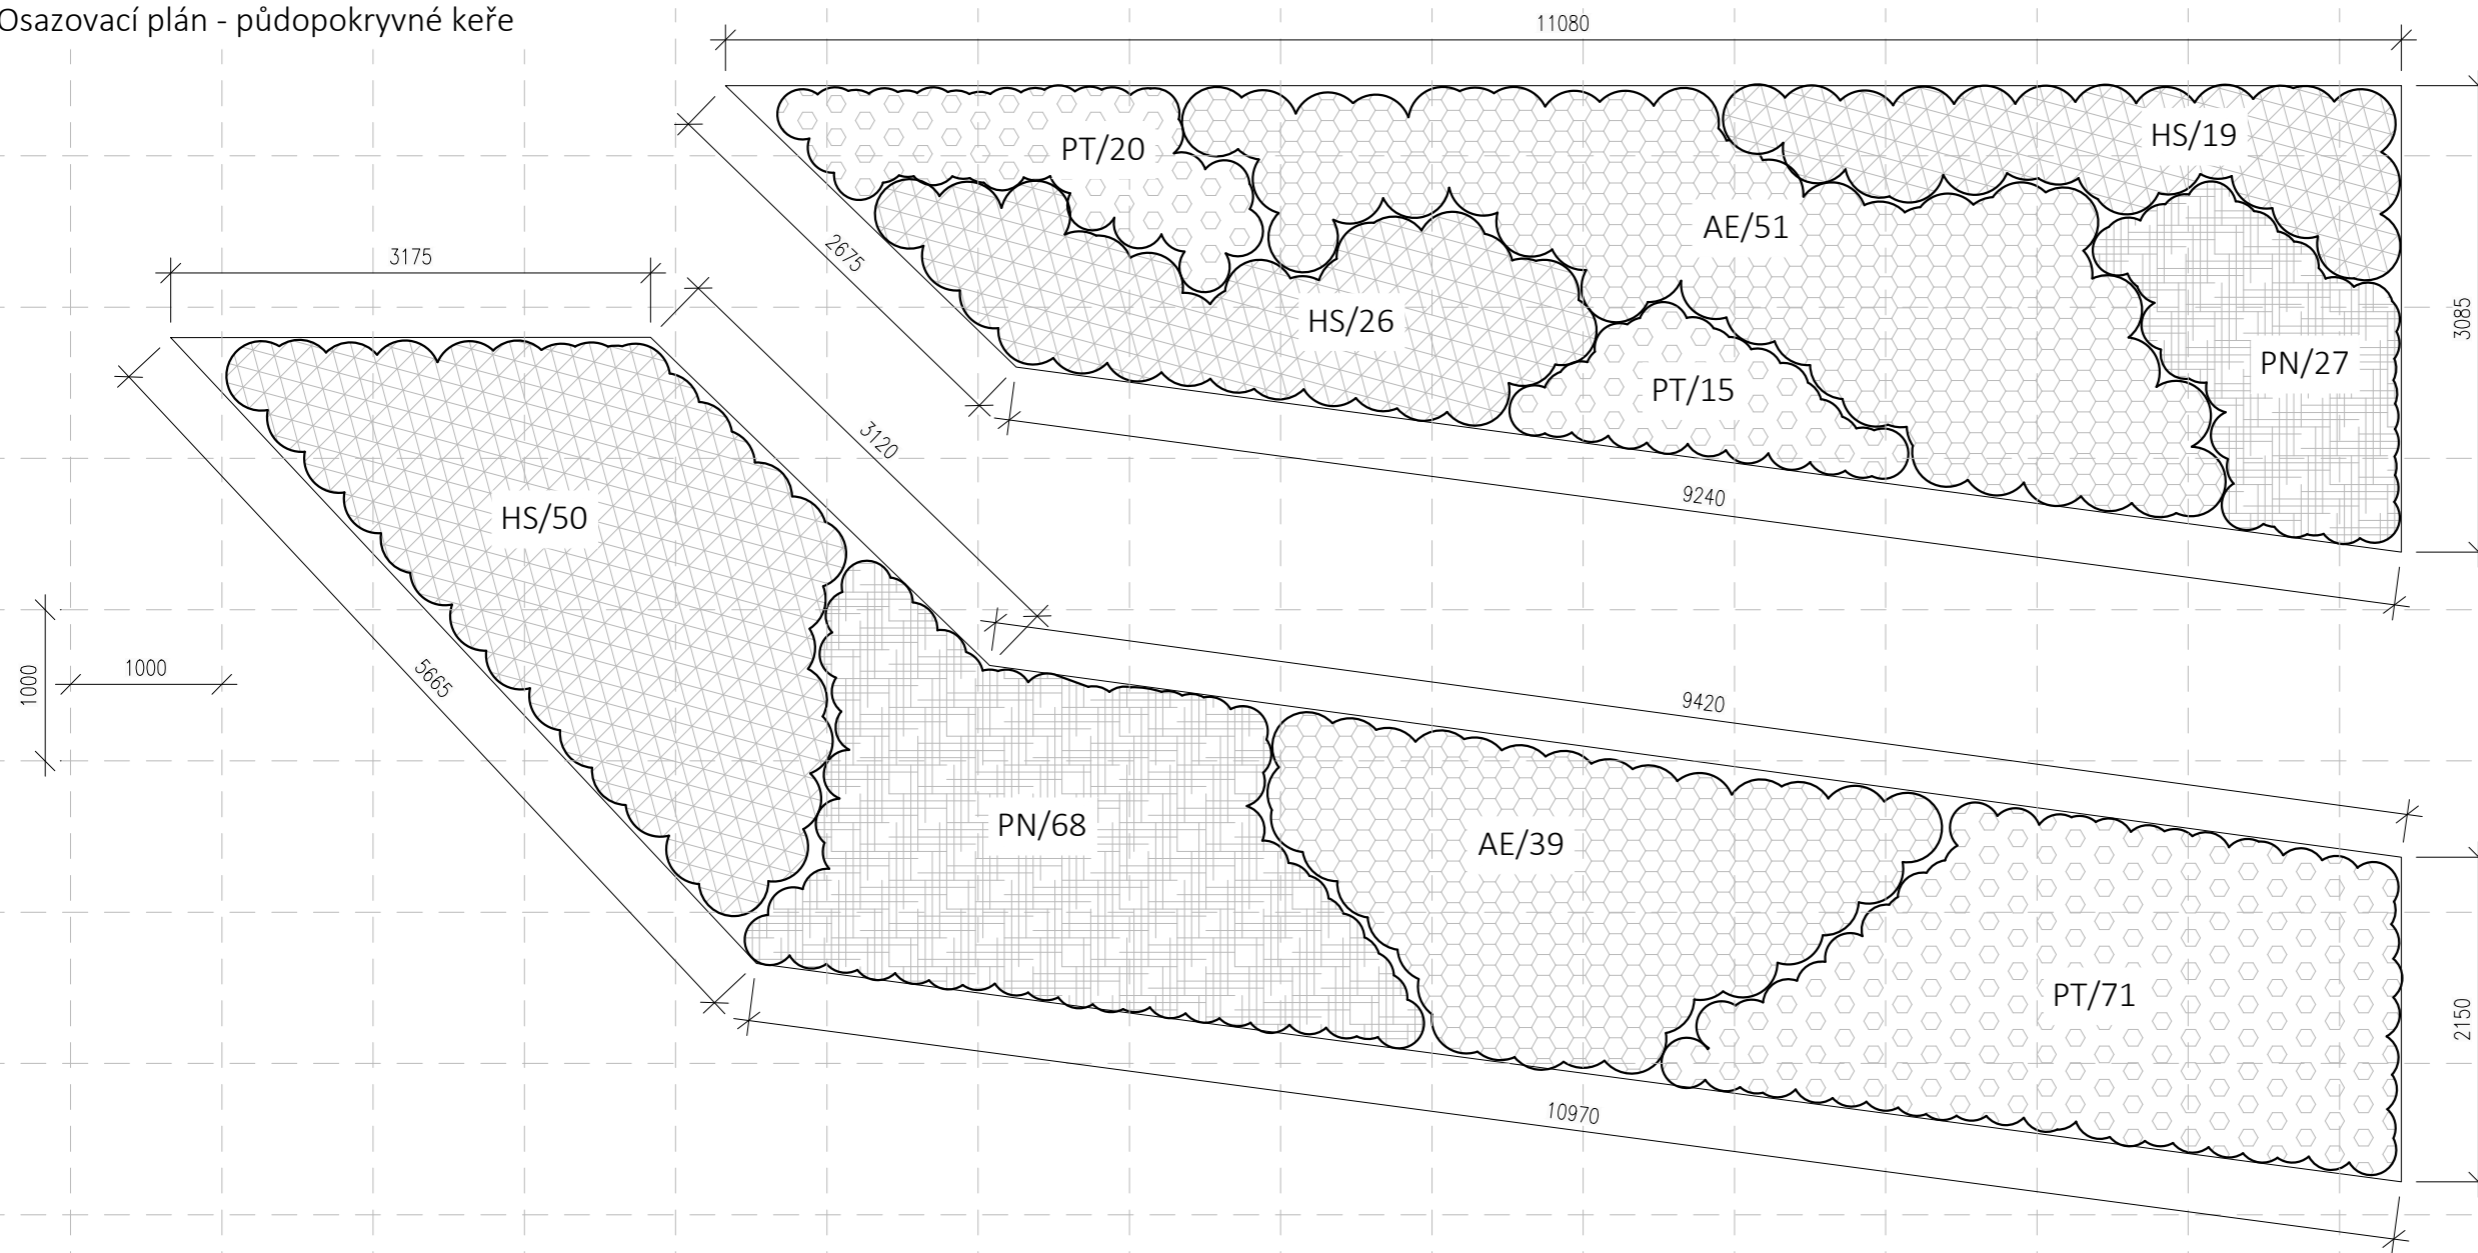 Osazovací plán - půdopokryvné keře
11080
PT/20
HS/19
AE/51
2675
3175
HS/26
3085
PT/15
PN/27
3120
9240
HS/50
1000
1000
5665
9420
PN/68
AE/39
PT/71
2150
10970